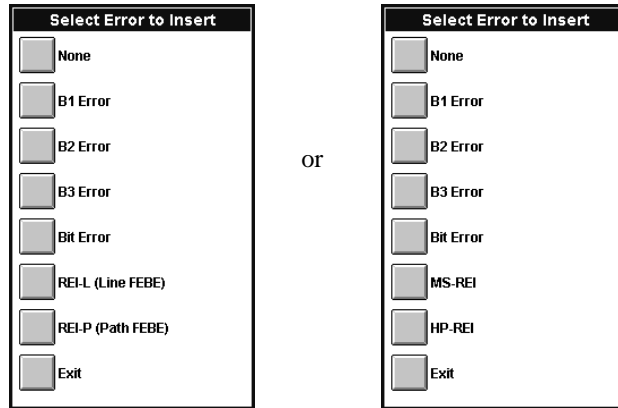 Select Error to Insert
None
B1 Error
B2 Error
B3 Error
Bit Error
REI-L (Line FEBE)
REI-P (Path FEBE)
Exit
or
Select Error to Insert
None
B1 Error
B2 Error
B3 Error
Bit Error
MS-REI
HP-REI
Exit